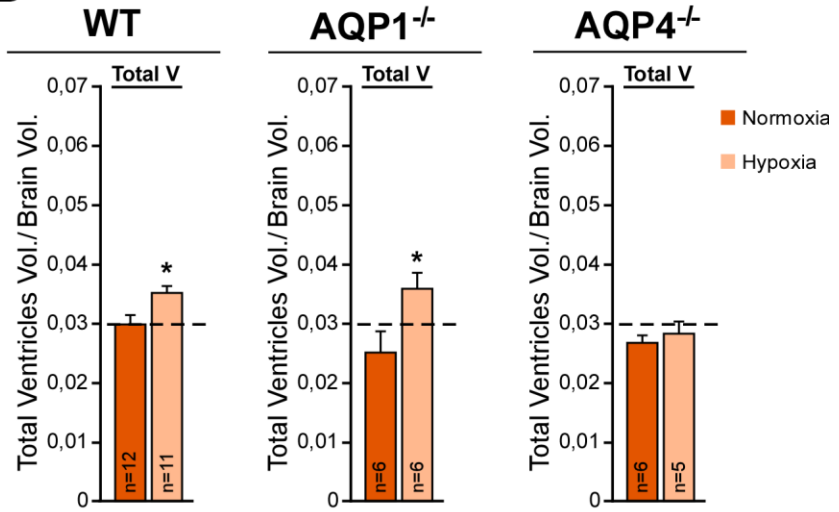 WT
Total V
Total Ventricles Vol./ Brain Vol.
0,07
0,06
0,05
0,04
0,03
0,02
0,01
0
*
n=12
n=11
AQP1-/-
Total V
Total Ventricles Vol./ Brain Vol.
0,07
0,06
0,05
0,04
0,03
0,02
0,01
0
*
n=6
n=6
AQP4-/-
Total V
Total Ventricles Vol./ Brain Vol.
0,07
0,06
0,05
0,04
0,03
0,02
0,01
0
n=6
n=5
Normoxia
Hypoxia